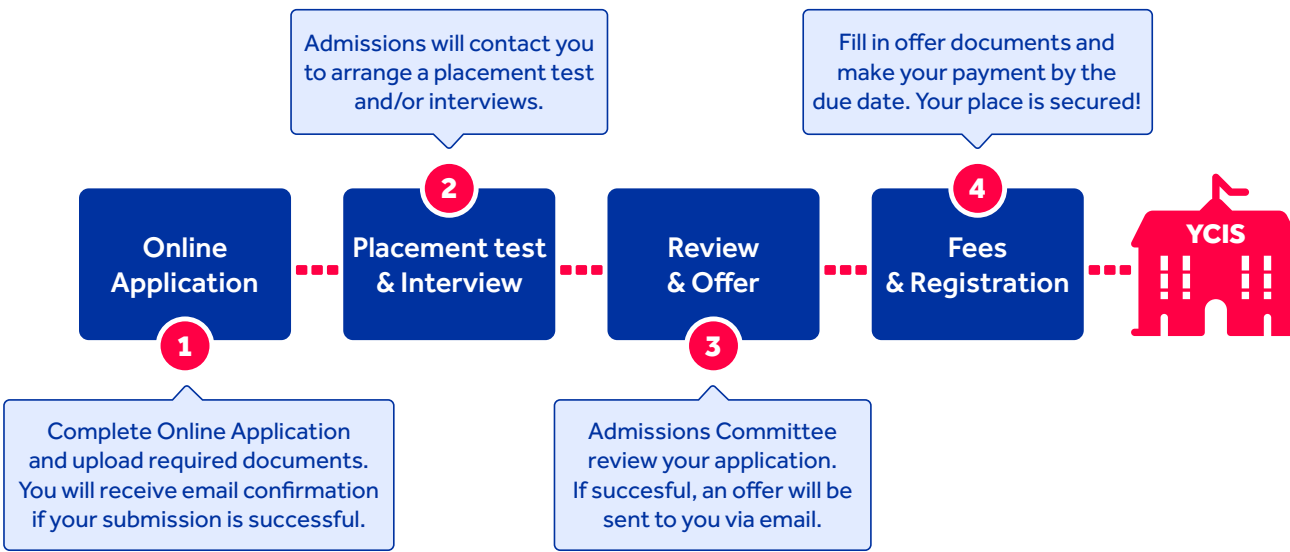 Admissions will contact you
to arrange a placement test
and/or interviews.
Fill in offer documents and
make your payment by the
due date. Your place is secured!
2
4
Online
Application
Placement test
& Interview
Review
& Offer
Fees
& Registration
YCIS
1
3
Complete Online Application
and upload required documents.
You will receive email confirmation
if your submission is successful.
Admissions Committee
review your application.
If succesful, an offer will be
sent to you via email.